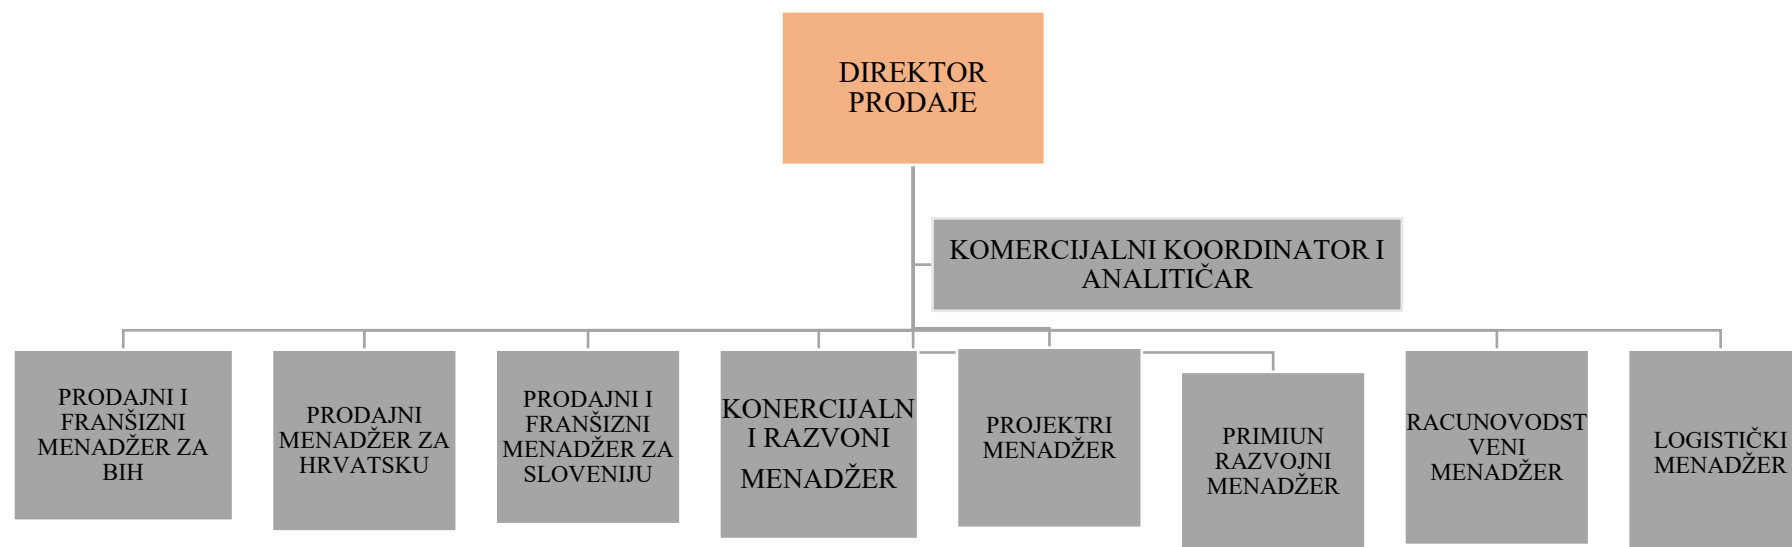 DIREKTOR
PRODAJE
KOMERCIJALNI KOORDINATOR I
ANALITIČAR
PRODAJNI I
FRANŠIZNI
MENADŽER ZA
BIH
PRODAJNI
MENADŽER ZA
HRVATSKU
PRODAJNI I
FRANŠIZNI
MENADŽER ZA
SLOVENIJU
KONERCIJALN
I RAZVONI
MENADŽER
PROJEKTRI
MENADŽER
PRIMIUN
RAZVOJNI
MENADŽER
RACUNOVODST
VENI
MENADŽER
LOGISTIČKI
MENADŽER